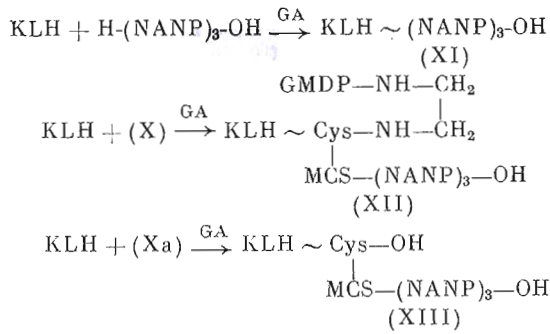 KLH + H-(NANP)₃-OH —GA→ KLH ~ (NANP)₃-OH
(XI)
GMDP—NH—CH₂
KLH + (X) —GA→ KLH ~ Cys—NH—CH₂
MCS—(NANP)₃—OH
(XII)
KLH + (Xa) —GA→ KLH ~ Cys—OH
MCS—(NANP)₃—OH
(XIII)